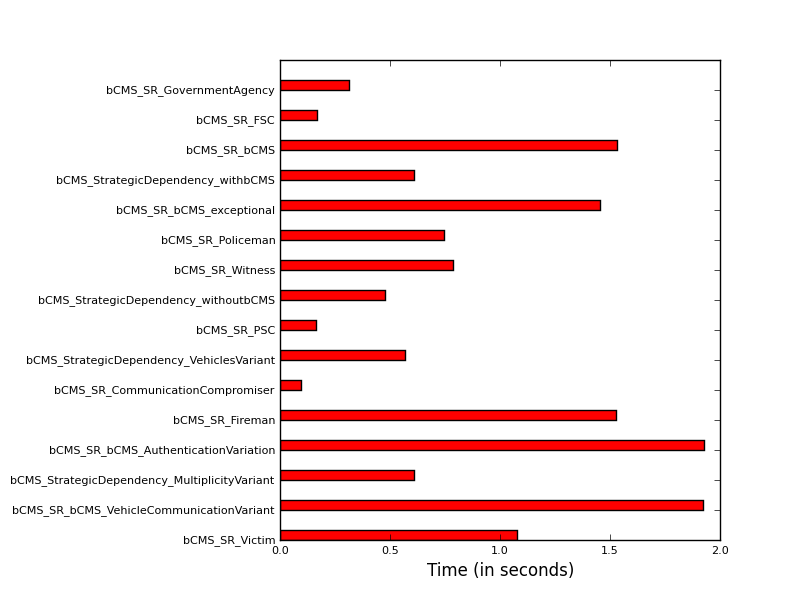 bCMS_SR_GovernmentAgency
bCMS_SR_FSC
bCMS_SR_bCMS
bCMS_StrategicDependency_withbCMS
bCMS_SR_bCMS_exceptional
bCMS_SR_Policeman
bCMS_SR_Witness
bCMS_StrategicDependency_withoutbCMS
bCMS_SR_PSC
bCMS_StrategicDependency_VehiclesVariant
bCMS_SR_CommunicationCompromiser
bCMS_SR_Fireman
bCMS_SR_bCMS_AuthenticationVariation
bCMS_StrategicDependency_MultiplicityVariant
bCMS_SR_bCMS_VehicleCommunicationVariant
bCMS_SR_Victim
0.0 0.5 1.0 1.5 2.0
Time (in seconds)